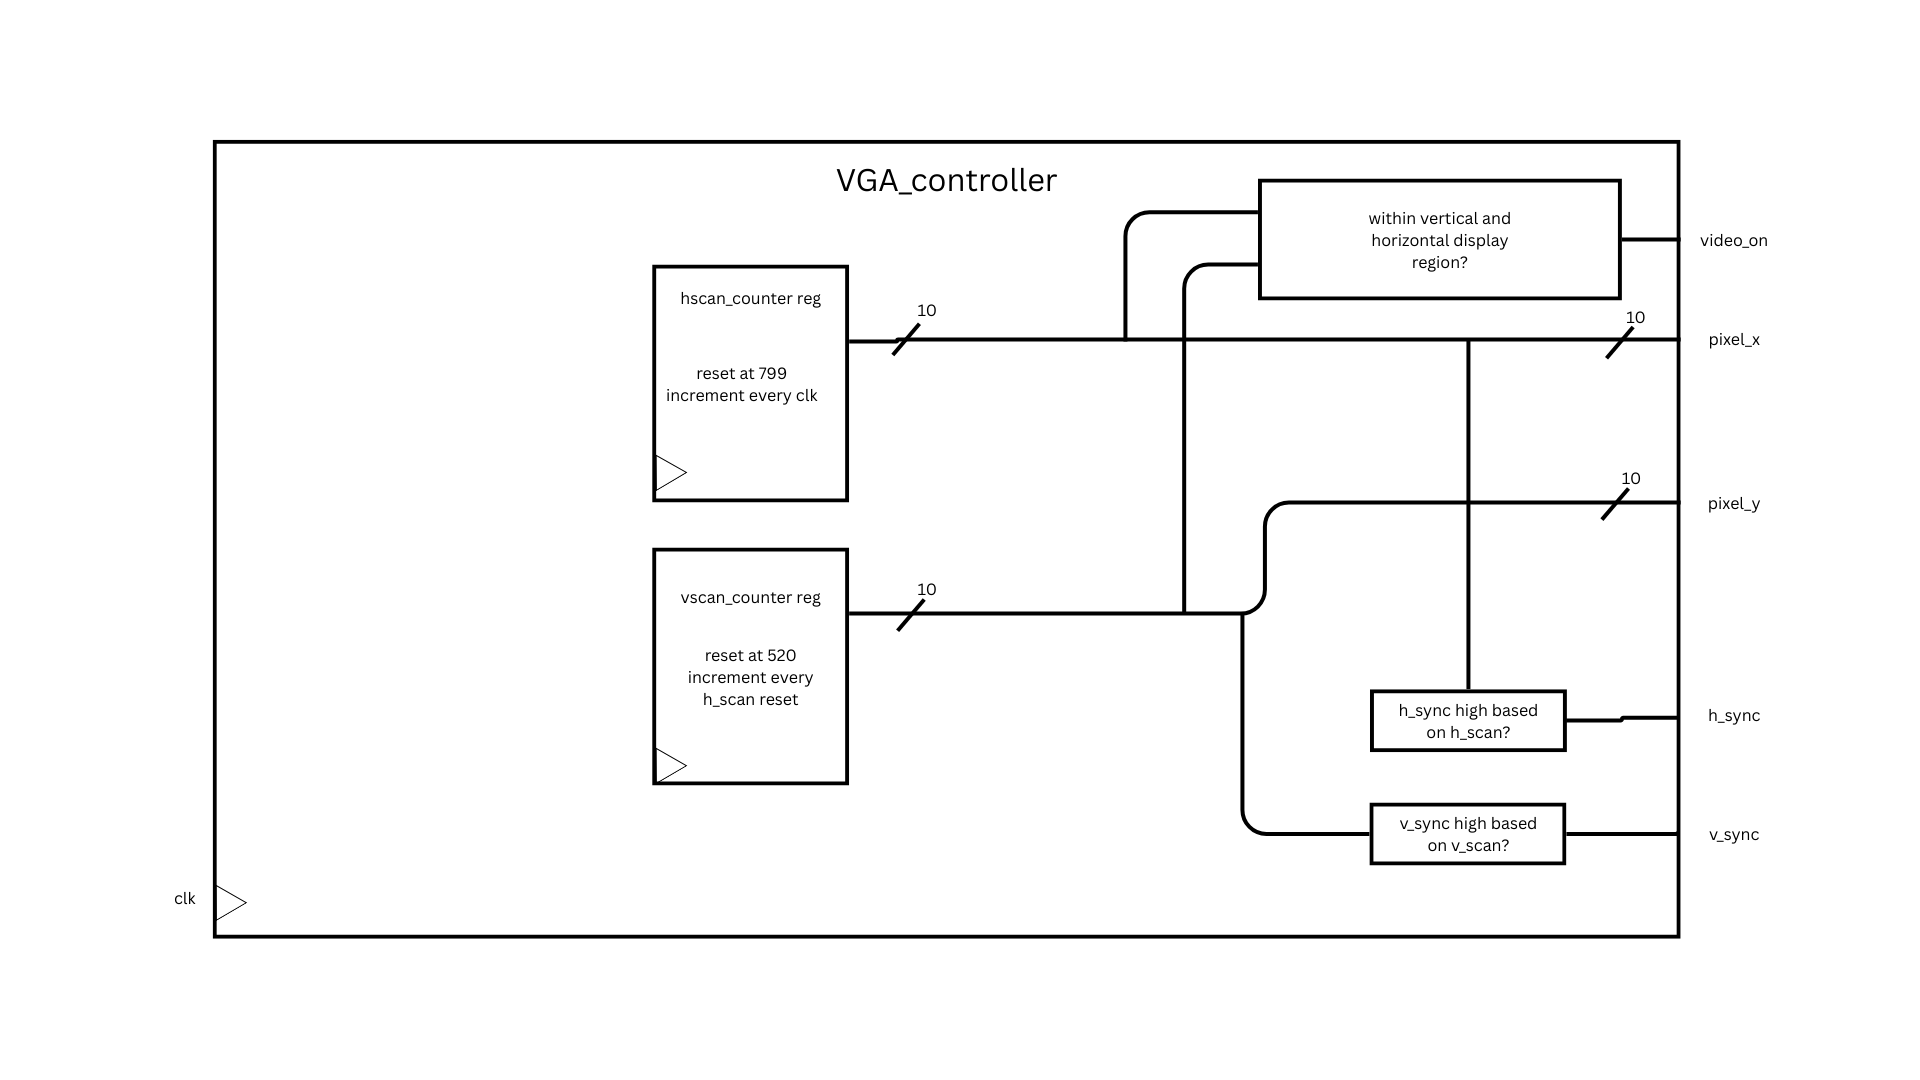 VGA_controller
within vertical and
horizontal display
region?
video_on
hscan_counter reg
reset at 799
increment every clk
10
10
pixel_x
10
pixel_y
vscan_counter reg
reset at 520
increment every
h_scan reset
10
h_sync high based
on h_scan?
h_sync
v_sync high based
on v_scan?
v_sync
clk